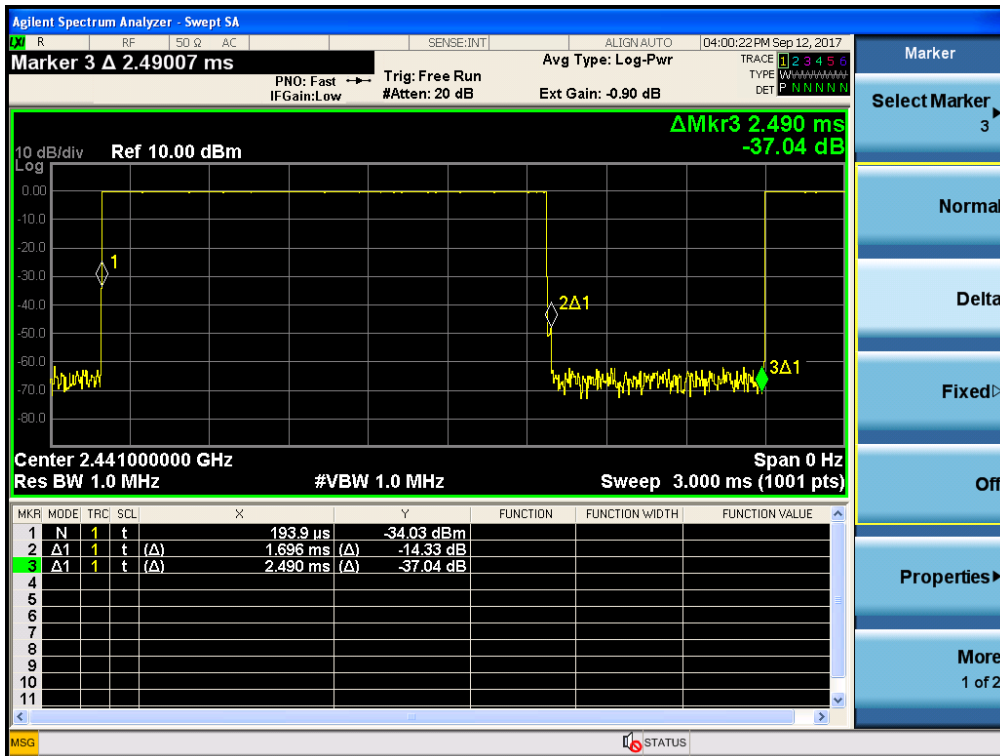 Agilent Spectrum Analyzer - Swept SA
LXI R RF 50 Ω AC SENSE:INT ALIGN AUTO 04:00:22 PM Sep 12, 2017
Marker 3 Δ 2.49007 ms
PNO: Fast
IFGain:Low
Trig: Free Run
#Atten: 20 dB
Avg Type: Log-Pwr
Ext Gain: -0.90 dB
TRACE 1 2 3 4 5 6
TYPE W
DET P N N N N N
ΔMkr3 2.490 ms
-37.04 dB
10 dB/div Ref 10.00 dBm
Log
0.00
-10.0
-20.0
-30.0
-40.0
-50.0
-60.0
-70.0
-80.0
1
2Δ1
3Δ1
Center 2.441000000 GHz Span 0 Hz
Res BW 1.0 MHz #VBW 1.0 MHz Sweep 3.000 ms (1001 pts)
MKR MODE TRC SCL X Y FUNCTION FUNCTION WIDTH FUNCTION VALUE
1 N 1 t 193.9 µs -34.03 dBm
2 Δ1 1 t (Δ) 1.696 ms (Δ) -14.33 dB
3 Δ1 1 t (Δ) 2.490 ms (Δ) -37.04 dB
4
5
6
7
8
9
10
11
MSG STATUS
Marker
Select Marker
3
Normal
Delta
Fixed
Off
Properties
More
1 of 2